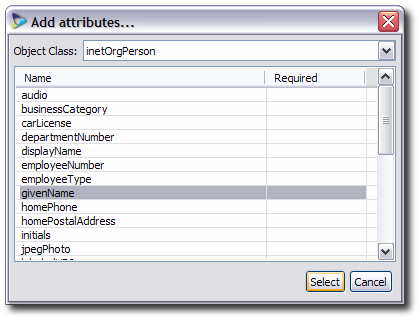 Add attributes...
Object Class: inetOrgPerson
Name Required
audio
businessCategory
carLicense
departmentNumber
displayName
employeeNumber
employeeType
givenName
homePhone
homePostalAddress
initials
jpegPhoto
Select Cancel